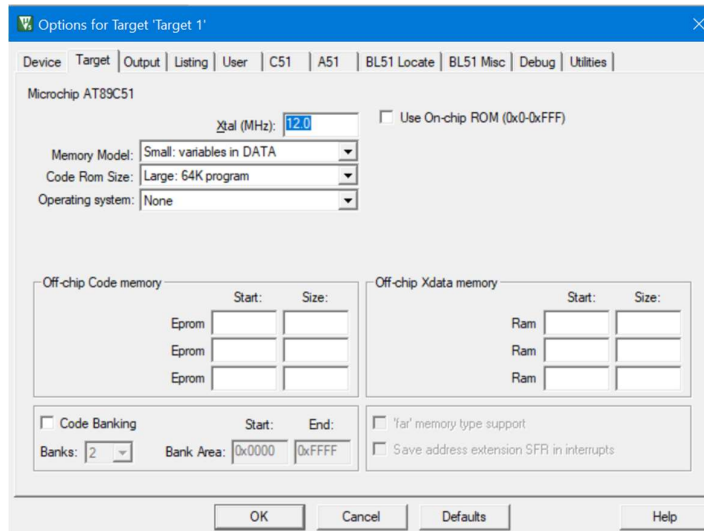 Options for Target 'Target 1'
Device Target Output Listing User C51 A51 BL51 Locate BL51 Misc Debug Utilities
Microchip AT89C51
Xtal (MHz): 12.0 Use On-chip ROM (0x0-0xFFF)
Memory Model: Small: variables in DATA
Code Rom Size: Large: 64K program
Operating system: None
Off-chip Code memory
Start: Size:
Eprom
Eprom
Eprom
Off-chip Xdata memory
Start: Size:
Ram
Ram
Ram
Code Banking Start: End:
Banks: 2 Bank Area: 0x0000 0xFFFF
'far' memory type support
Save address extension SFR in interrupts
OK Cancel Defaults Help